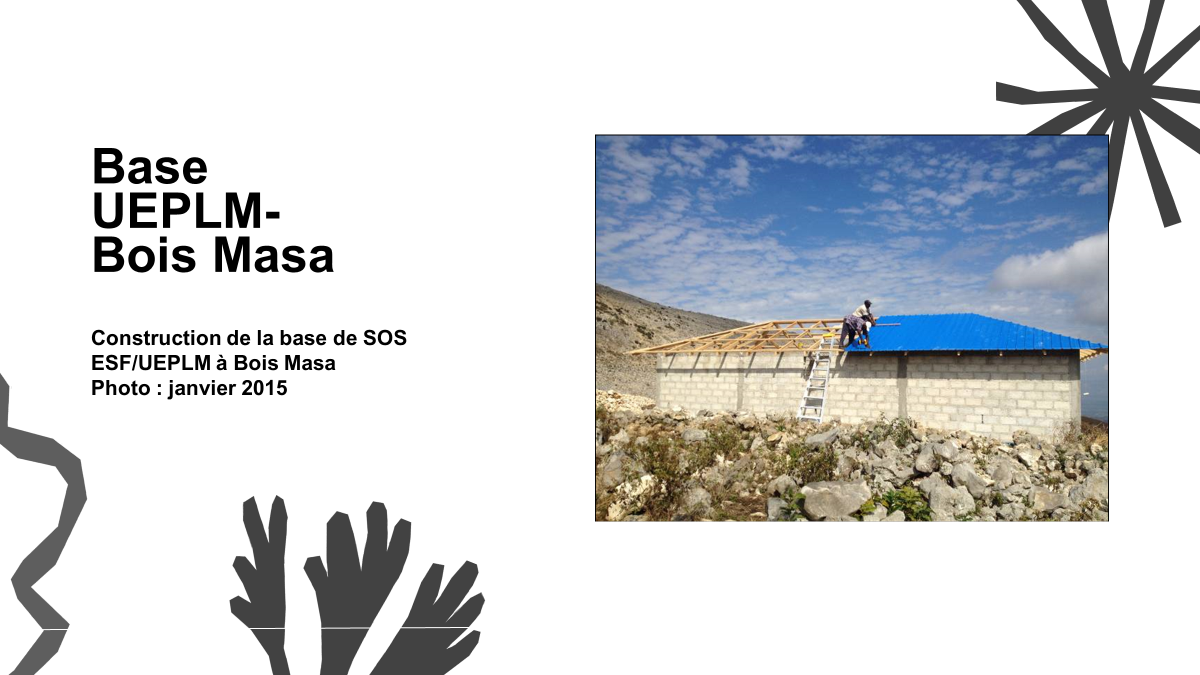 Base
UEPLM-
Bois Masa
Construction de la base de SOS
ESF/UEPLM à Bois Masa
Photo : janvier 2015